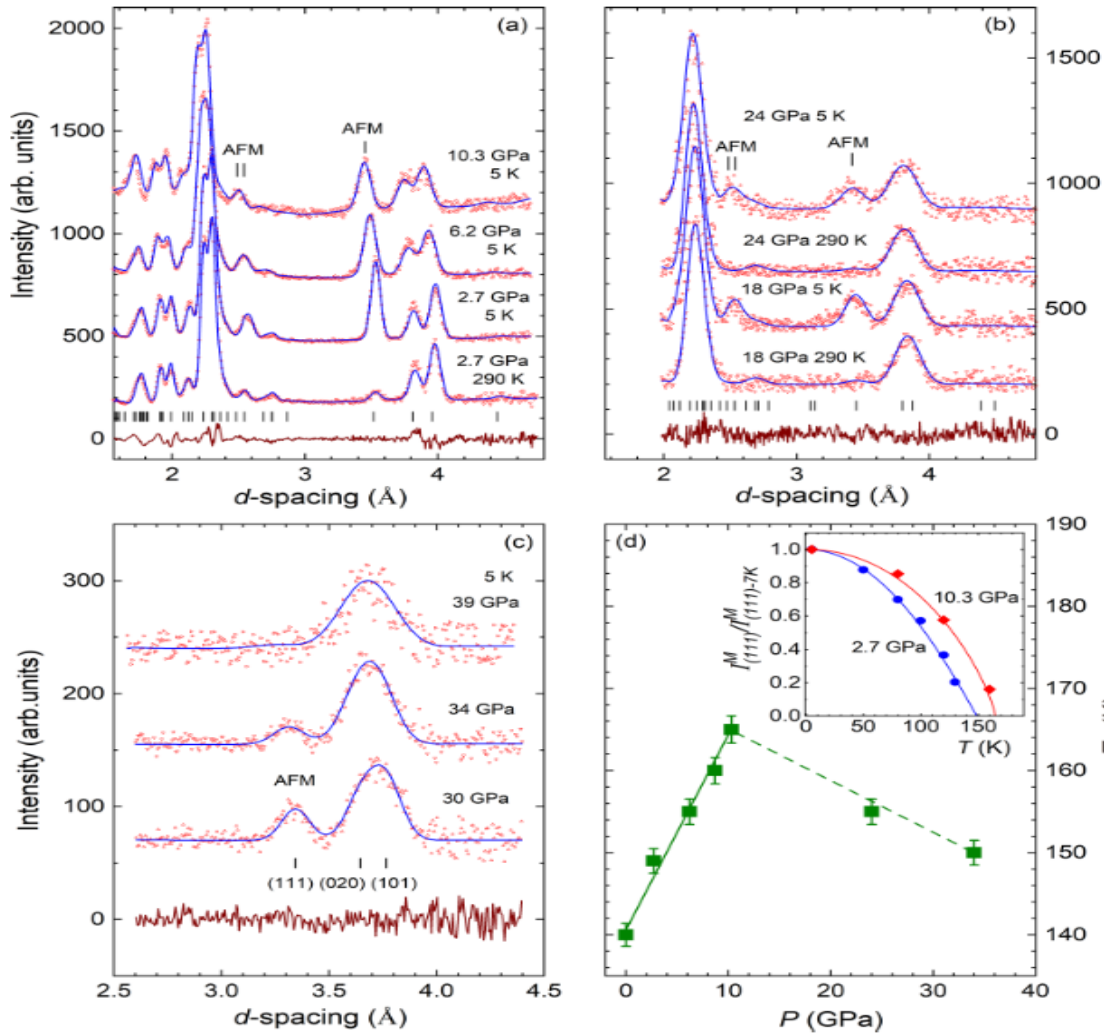 (a)
2000
1500
1000
500
0
Intensity (arb. units)
AFM
AFM
10.3 GPa
5 K
6.2 GPa
5 K
2.7 GPa
5 K
2.7 GPa
290 K
2 3 4
d-spacing (Å)
(b)
1500
1000
500
0
24 GPa 5 K
AFM AFM
24 GPa 290 K
18 GPa 5 K
18 GPa 290 K
2 3 4
d-spacing (Å)
(c)
300
200
100
0
Intensity (arb.units)
5 K
39 GPa
34 GPa
AFM
30 GPa
(111) (020) (101)
2.5 3.0 3.5 4.0 4.5
d-spacing (Å)
(d)
190
180
170
160
150
140
1.0
0.8
0.6
0.4
0.2
0.0
I^M_(111)/I^M_(111)-7K
10.3 GPa
2.7 GPa
0 50 100 150
T (K)
0 10 20 30 40
P (GPa)